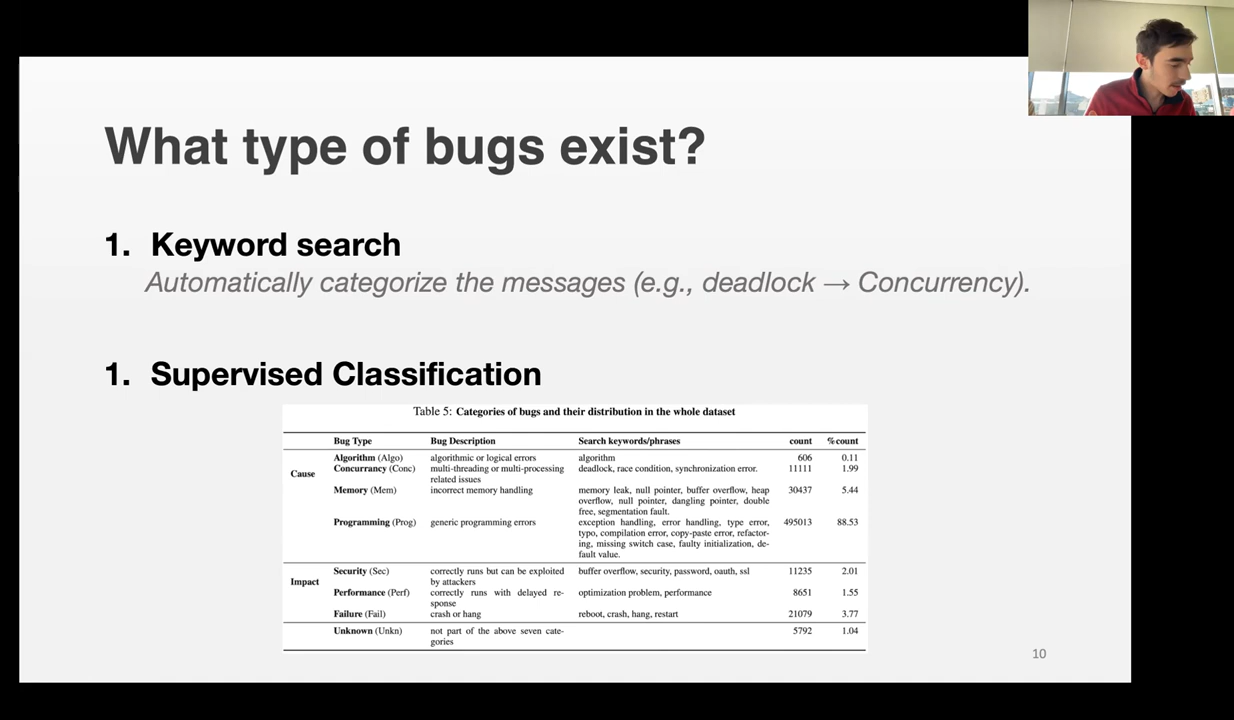 What type of bugs exist?
1. Keyword search
Automatically categorize the messages (e.g., deadlock → Concurrency).
1. Supervised Classification
Table 5: Categories of bugs and their distribution in the whole dataset
Bug Type Bug Description Search keywords/phrases count %count
Cause
Algorithm (Algo) algorithmic or logical errors algorithm 606 0.11
Concurrancy (Conc) multi-threading or multi-processing deadlock, race condition, synchronization error. 11111 1.99
related issues
Memory (Mem) incorrect memory handling memory leak, null pointer, buffer overflow, heap 30437 5.44
overflow, null pointer, dangling pointer, double
free, segmentation fault.
Programming (Prog) generic programming errors exception handling, error handling, type error, 495013 88.53
typo, compilation error, copy-paste error, refactor-
ing, missing switch case, faulty initialization, de-
fault value.
Impact
Security (Sec) correctly runs but can be exploited buffer overflow, security, password, oauth, ssl 11235 2.01
by attackers
Performance (Perf) correctly runs with delayed re- optimization problem, performance 8651 1.55
sponse
Failure (Fail) crash or hang reboot, crash, hang, restart 21079 3.77
Unknown (Unkn) not part of the above seven cate- 5792 1.04
gories
10